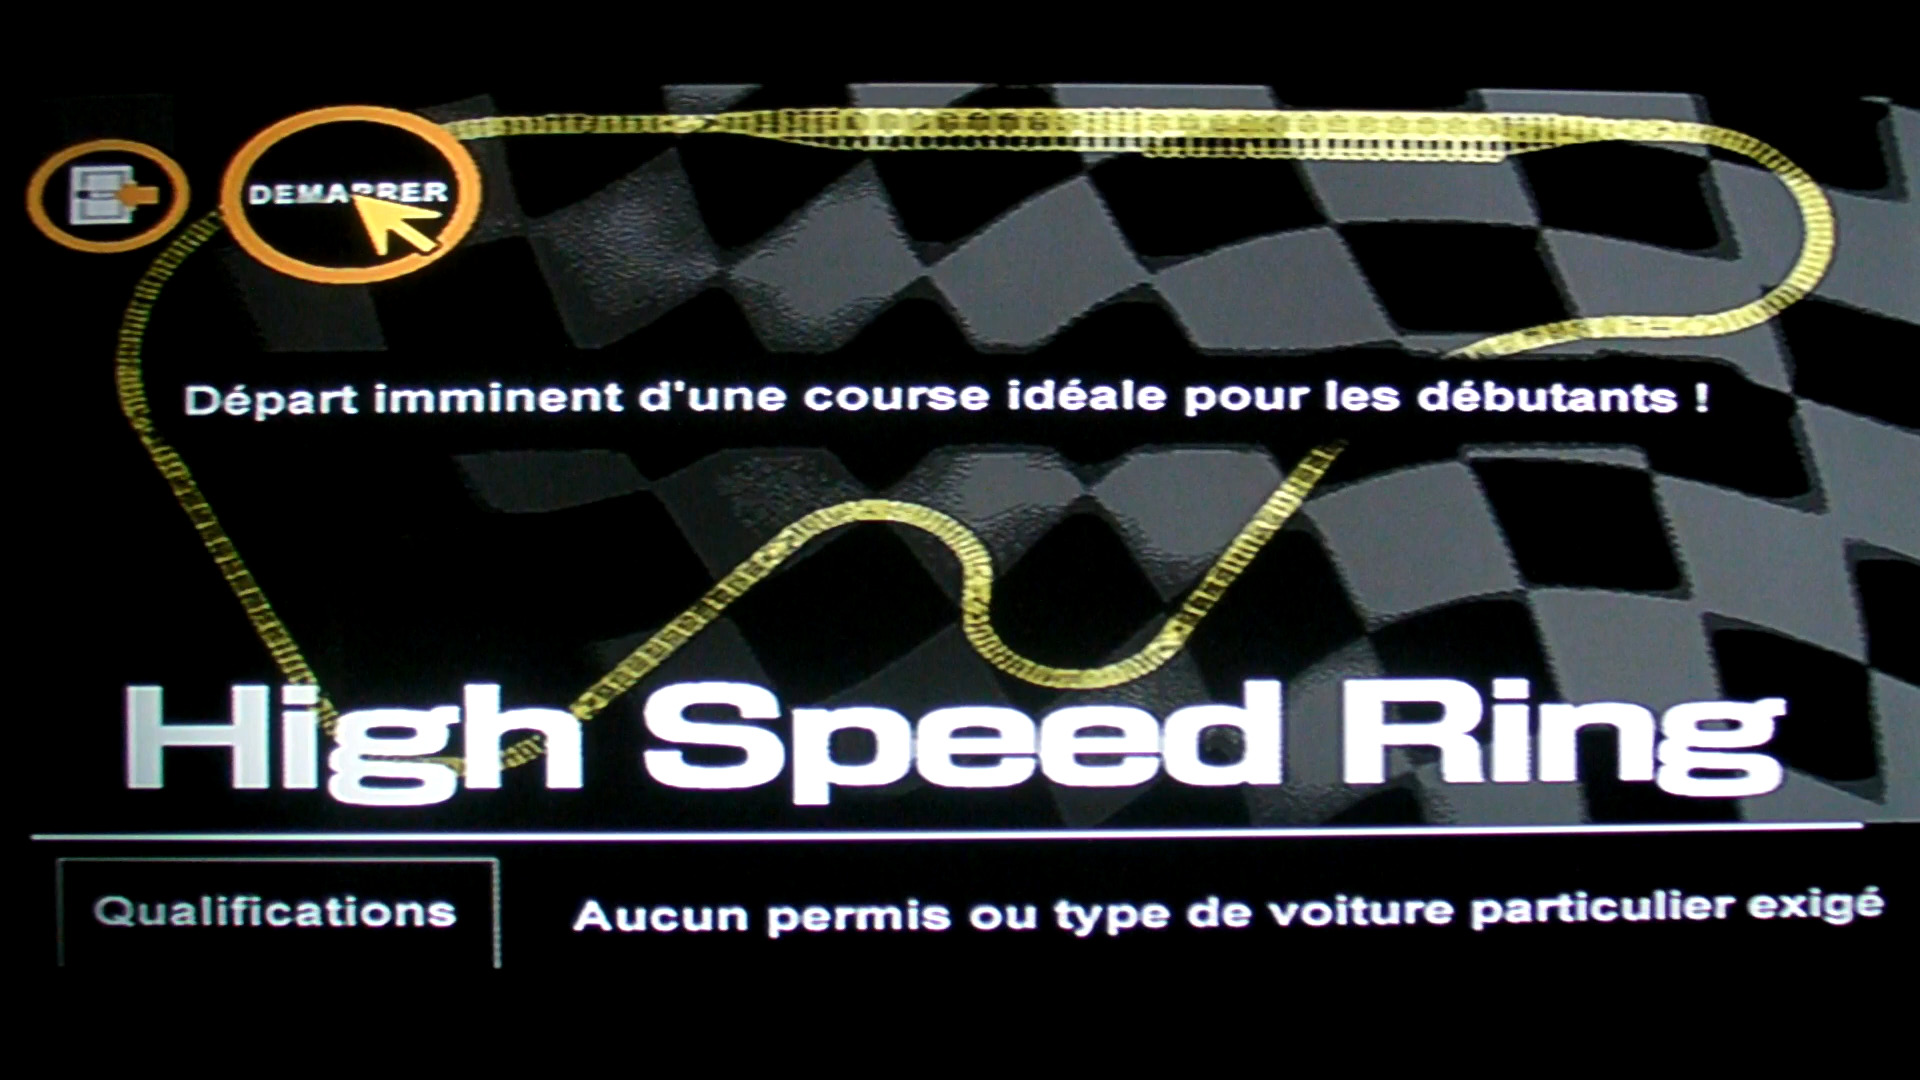 DEMARRER
Départ imminent d'une course idéale pour les débutants !
High Speed Ring
Qualifications
Aucun permis ou type de voiture particulier exigé